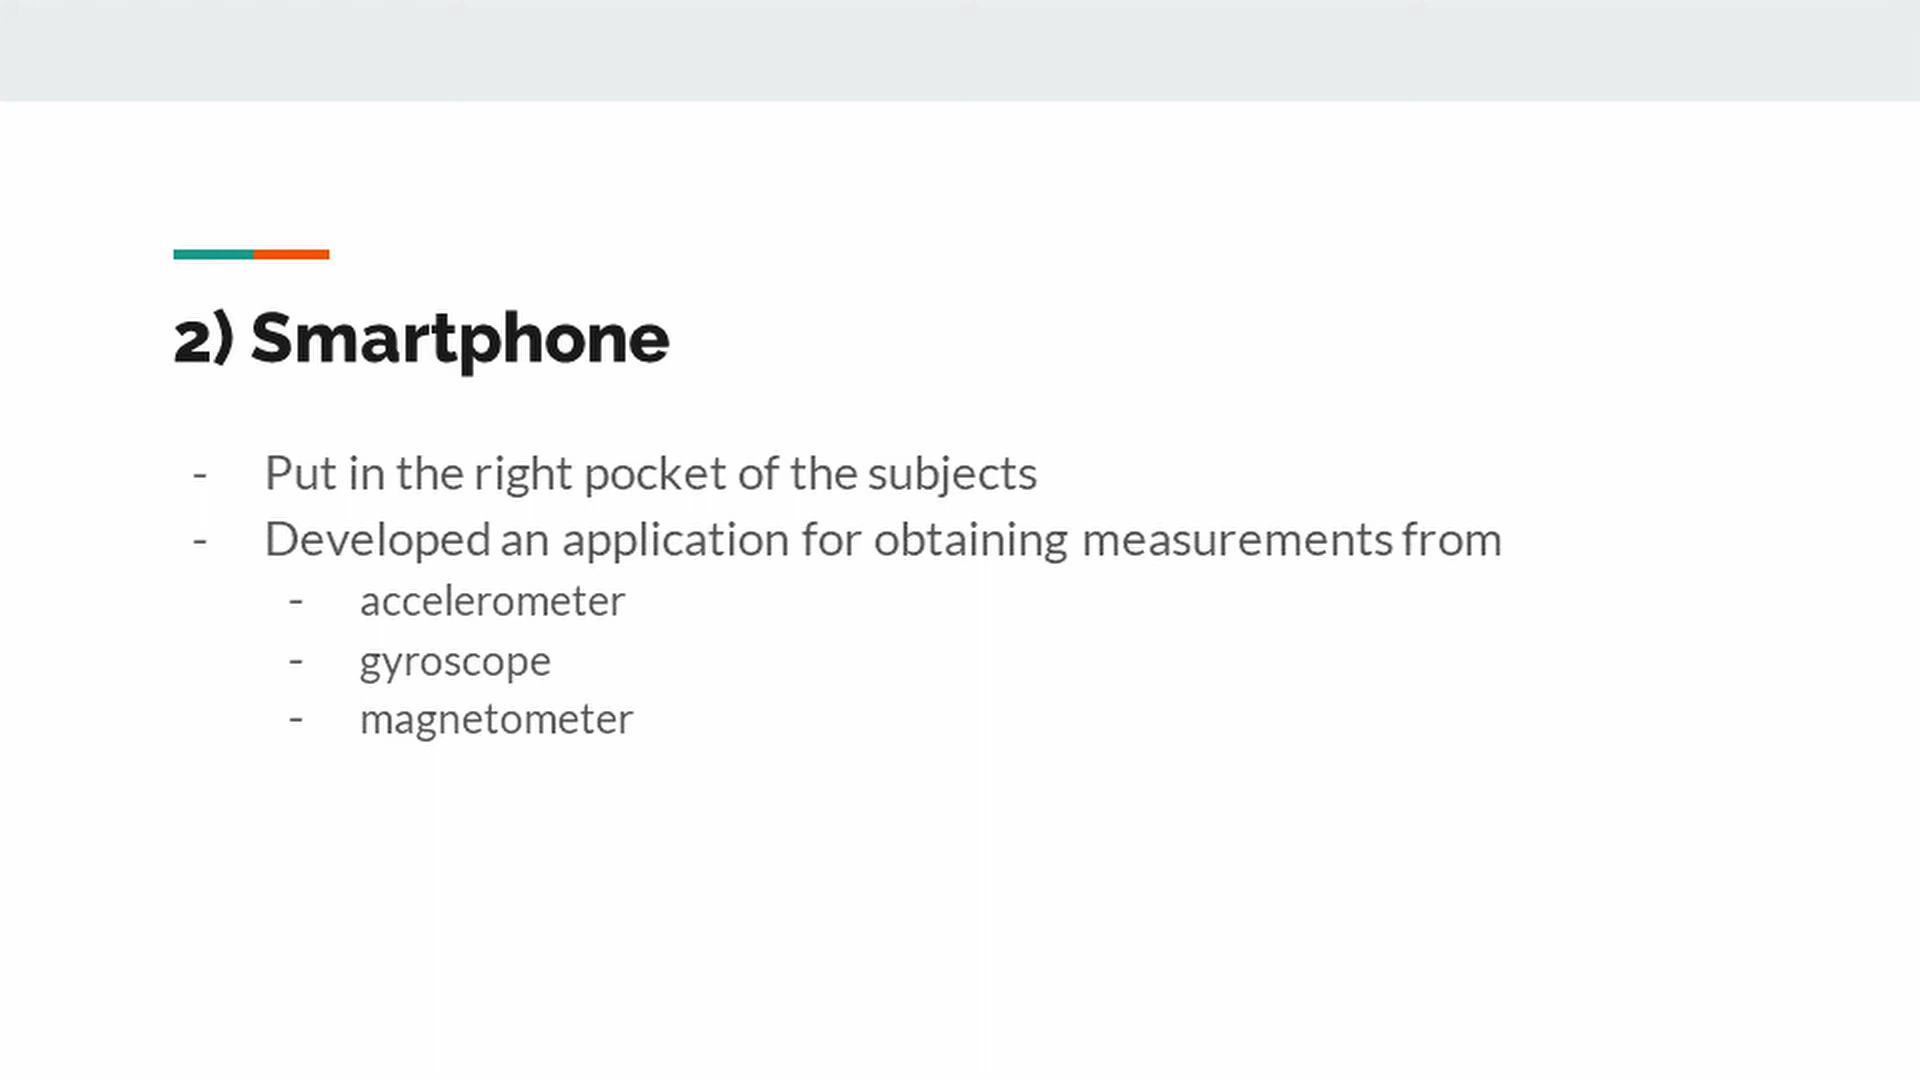 2) Smartphone
- Put in the right pocket of the subjects
- Developed an application for obtaining measurements from
- accelerometer
- gyroscope
- magnetometer